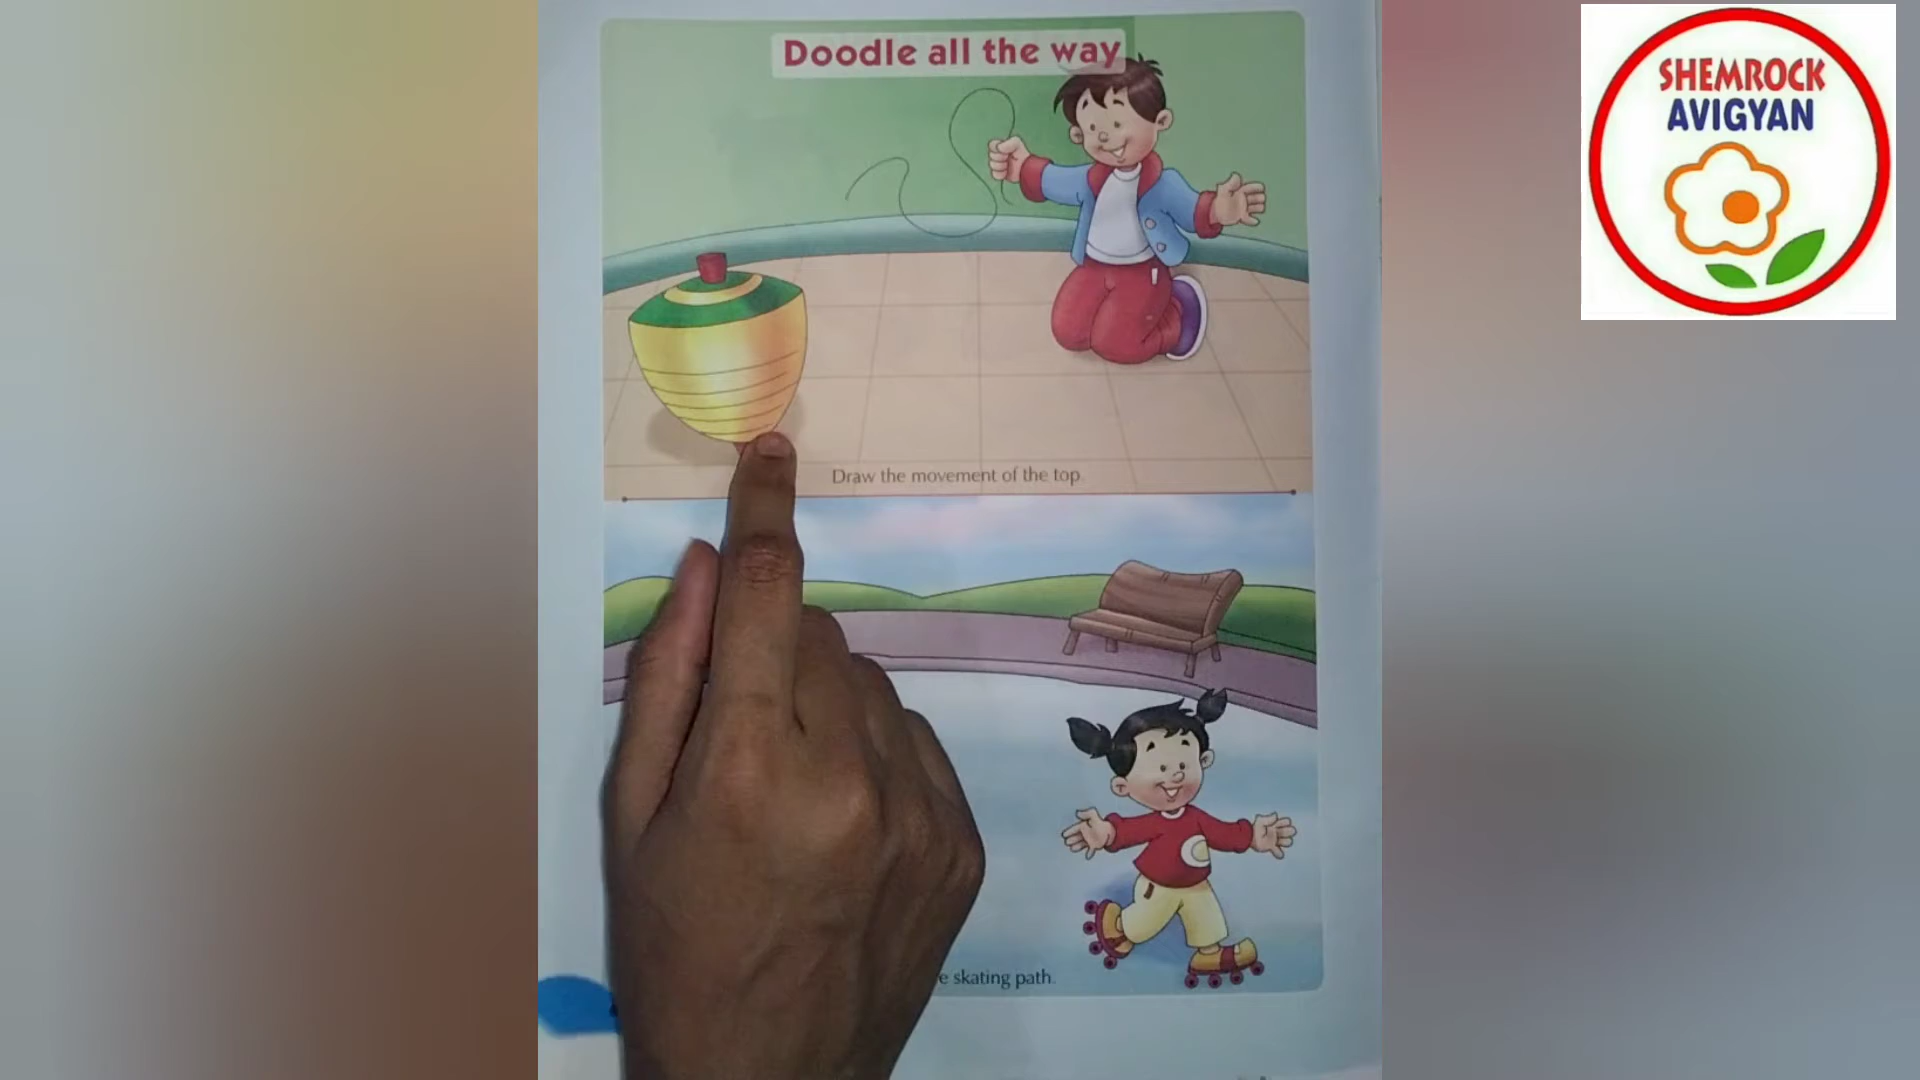 Doodle all the way
SHEMROCK
AVIGYAN
Draw the movement of the top.
skating path.